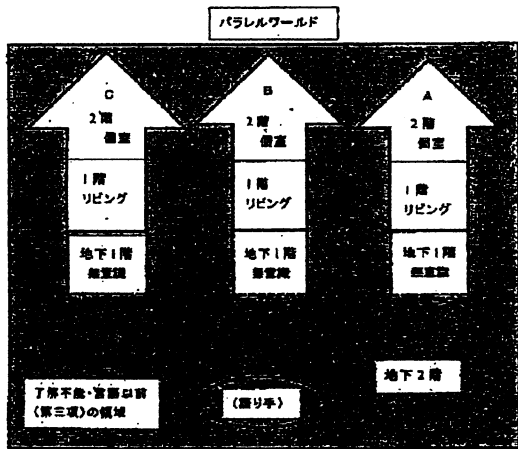 パラレルワールド
C
2階
個室
1階
リビング
地下1階
無意識
B
2階
個室
1階
リビング
地下1階
無意識
A
2階
個室
1階
リビング
地下1階
無意識
了解不能・言語以前
《第三項》の領域
《語り手》
地下2階